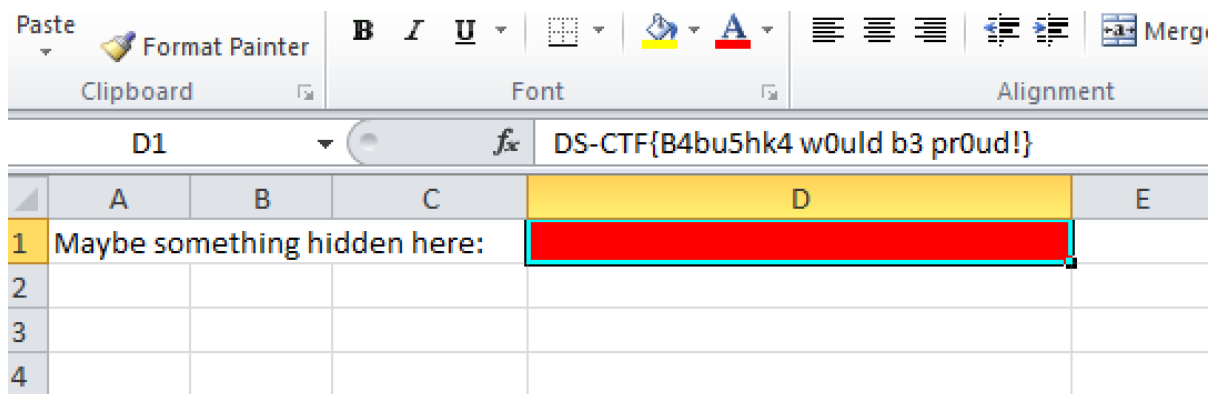 Paste
Format Painter
B I U
A
Merge
Clipboard
Font
Alignment
D1
fx
DS-CTF{B4bu5hk4 w0uld b3 pr0ud!}
A B C D E
1 Maybe something hidden here:
2
3
4